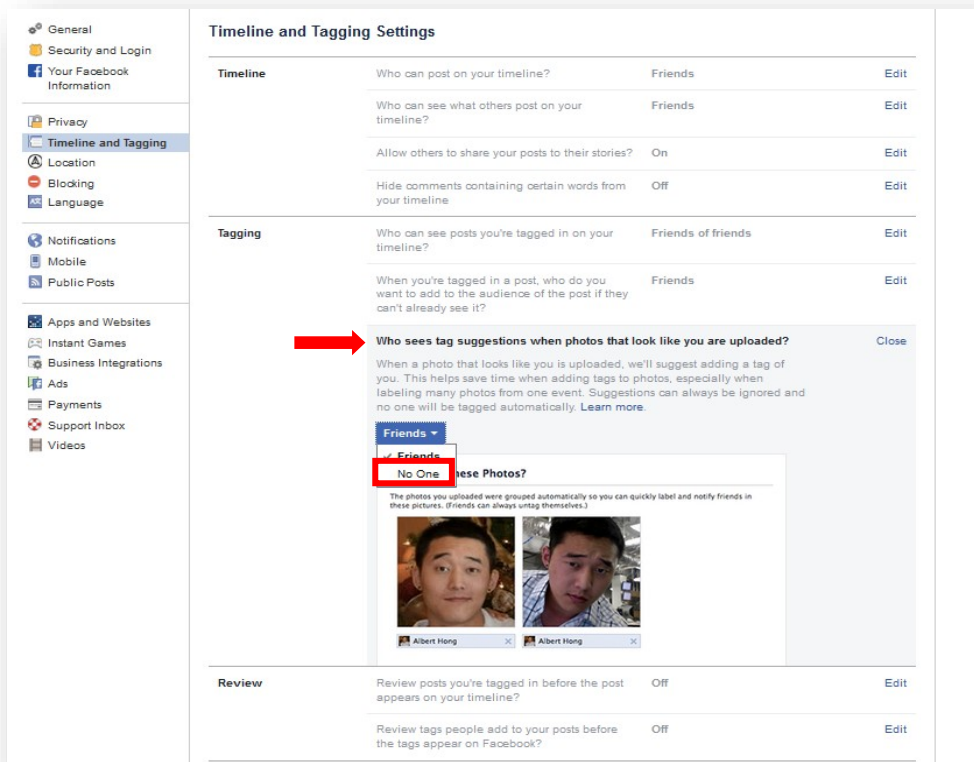 General
Security and Login
Your Facebook
Information
Privacy
Timeline and Tagging
Location
Blocking
Language
Notifications
Mobile
Public Posts
Apps and Websites
Instant Games
Business Integrations
Ads
Payments
Support Inbox
Videos
Timeline and Tagging Settings
Timeline
Who can post on your timeline? Friends Edit
Who can see what others post on your Friends Edit
timeline?
Allow others to share your posts to their stories? On Edit
Hide comments containing certain words from Off Edit
your timeline
Tagging
Who can see posts you're tagged in on your Friends of friends Edit
timeline?
When you're tagged in a post, who do you Friends Edit
want to add to the audience of the post if they
can't already see it?
Who sees tag suggestions when photos that look like you are uploaded? Close
When a photo that looks like you is uploaded, we'll suggest adding a tag of
you. This helps save time when adding tags to photos, especially when
labeling many photos from one event. Suggestions can always be ignored and
no one will be tagged automatically. Learn more.
Friends
Friends
No One
hese Photos?
The photos you uploaded were grouped automatically so you can quickly label and notify friends in
these pictures. (Friends can always untag themselves.)
Albert Hong Albert Hong
Review
Review posts you're tagged in before the post Off Edit
appears on your timeline?
Review tags people add to your posts before Off Edit
the tags appear on Facebook?